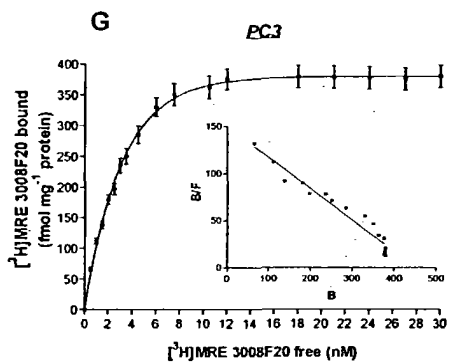 G
PC3
[³H]MRE 3008F20 bound
(fmol mg⁻¹ protein)
400
350
300
250
200
150
100
50
0
0 2 4 6 8 10 12 14 16 18 20 22 24 26 28 30
[³H]MRE 3008F20 free (nM)
B/F
150
100
50
0
0 100 200 300 400 500
B